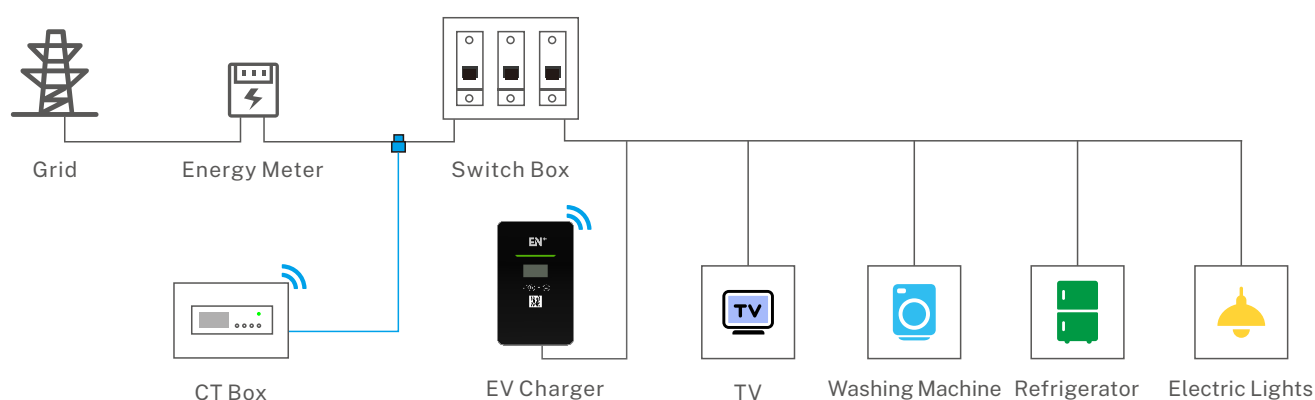 Grid
Energy Meter
Switch Box
EN+
TV
CT Box
EV Charger
TV
Washing Machine
Refrigerator
Electric Lights